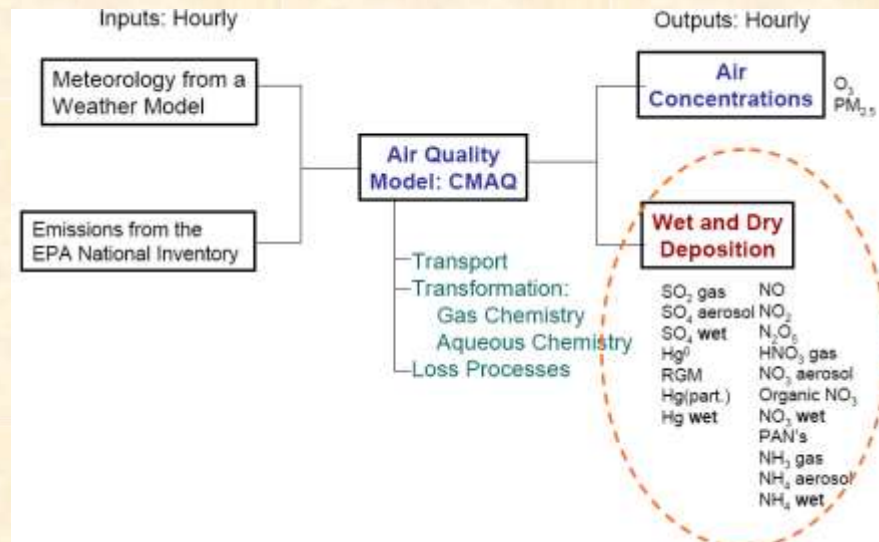 Inputs: Hourly
Outputs: Hourly
Meteorology from a
Weather Model
Emissions from the
EPA National Inventory
Air Quality
Model: CMAQ
Transport
Transformation:
Gas Chemistry
Aqueous Chemistry
Loss Processes
Air
Concentrations
O₃
PM₂.₅
Wet and Dry
Deposition
SO₂ gas
SO₄ aerosol
SO₄ wet
Hg⁰
RGM
Hg(part.)
Hg wet
NO
NO₂
N₂O₅
HNO₃ gas
NO₃ aerosol
Organic NO₃
NO₃ wet
PAN's
NH₃ gas
NH₄ aerosol
NH₄ wet